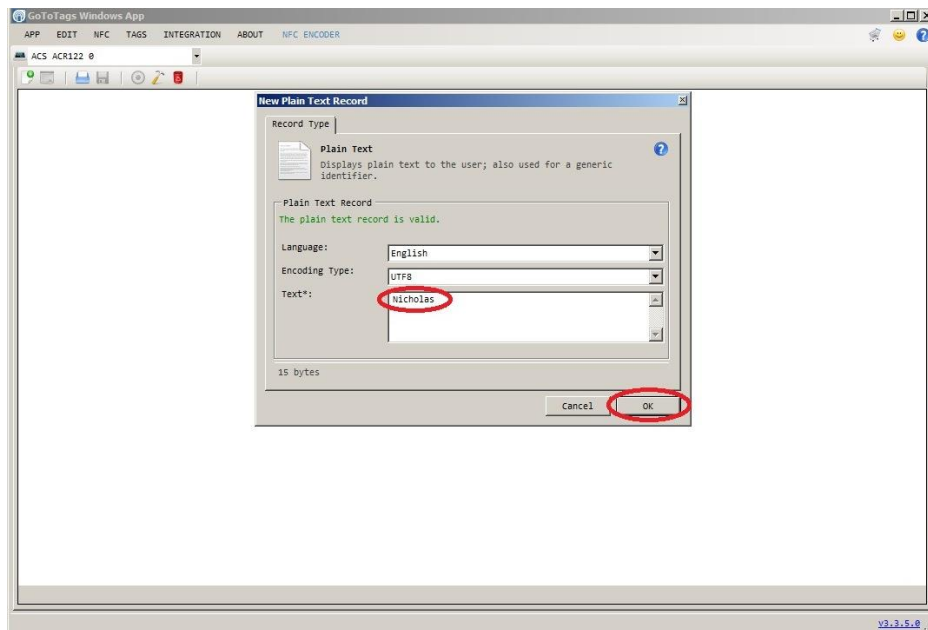 GoToTags Windows App
APP EDIT NFC TAGS INTEGRATION ABOUT NFC ENCODER
ACS ACR122 0
New Plain Text Record
Record Type
Plain Text
Displays plain text to the user; also used for a generic
identifier.
Plain Text Record
The plain text record is valid.
Language: English
Encoding Type: UTF8
Text*: Nicholas
15 bytes
Cancel OK
v3.3.5.0